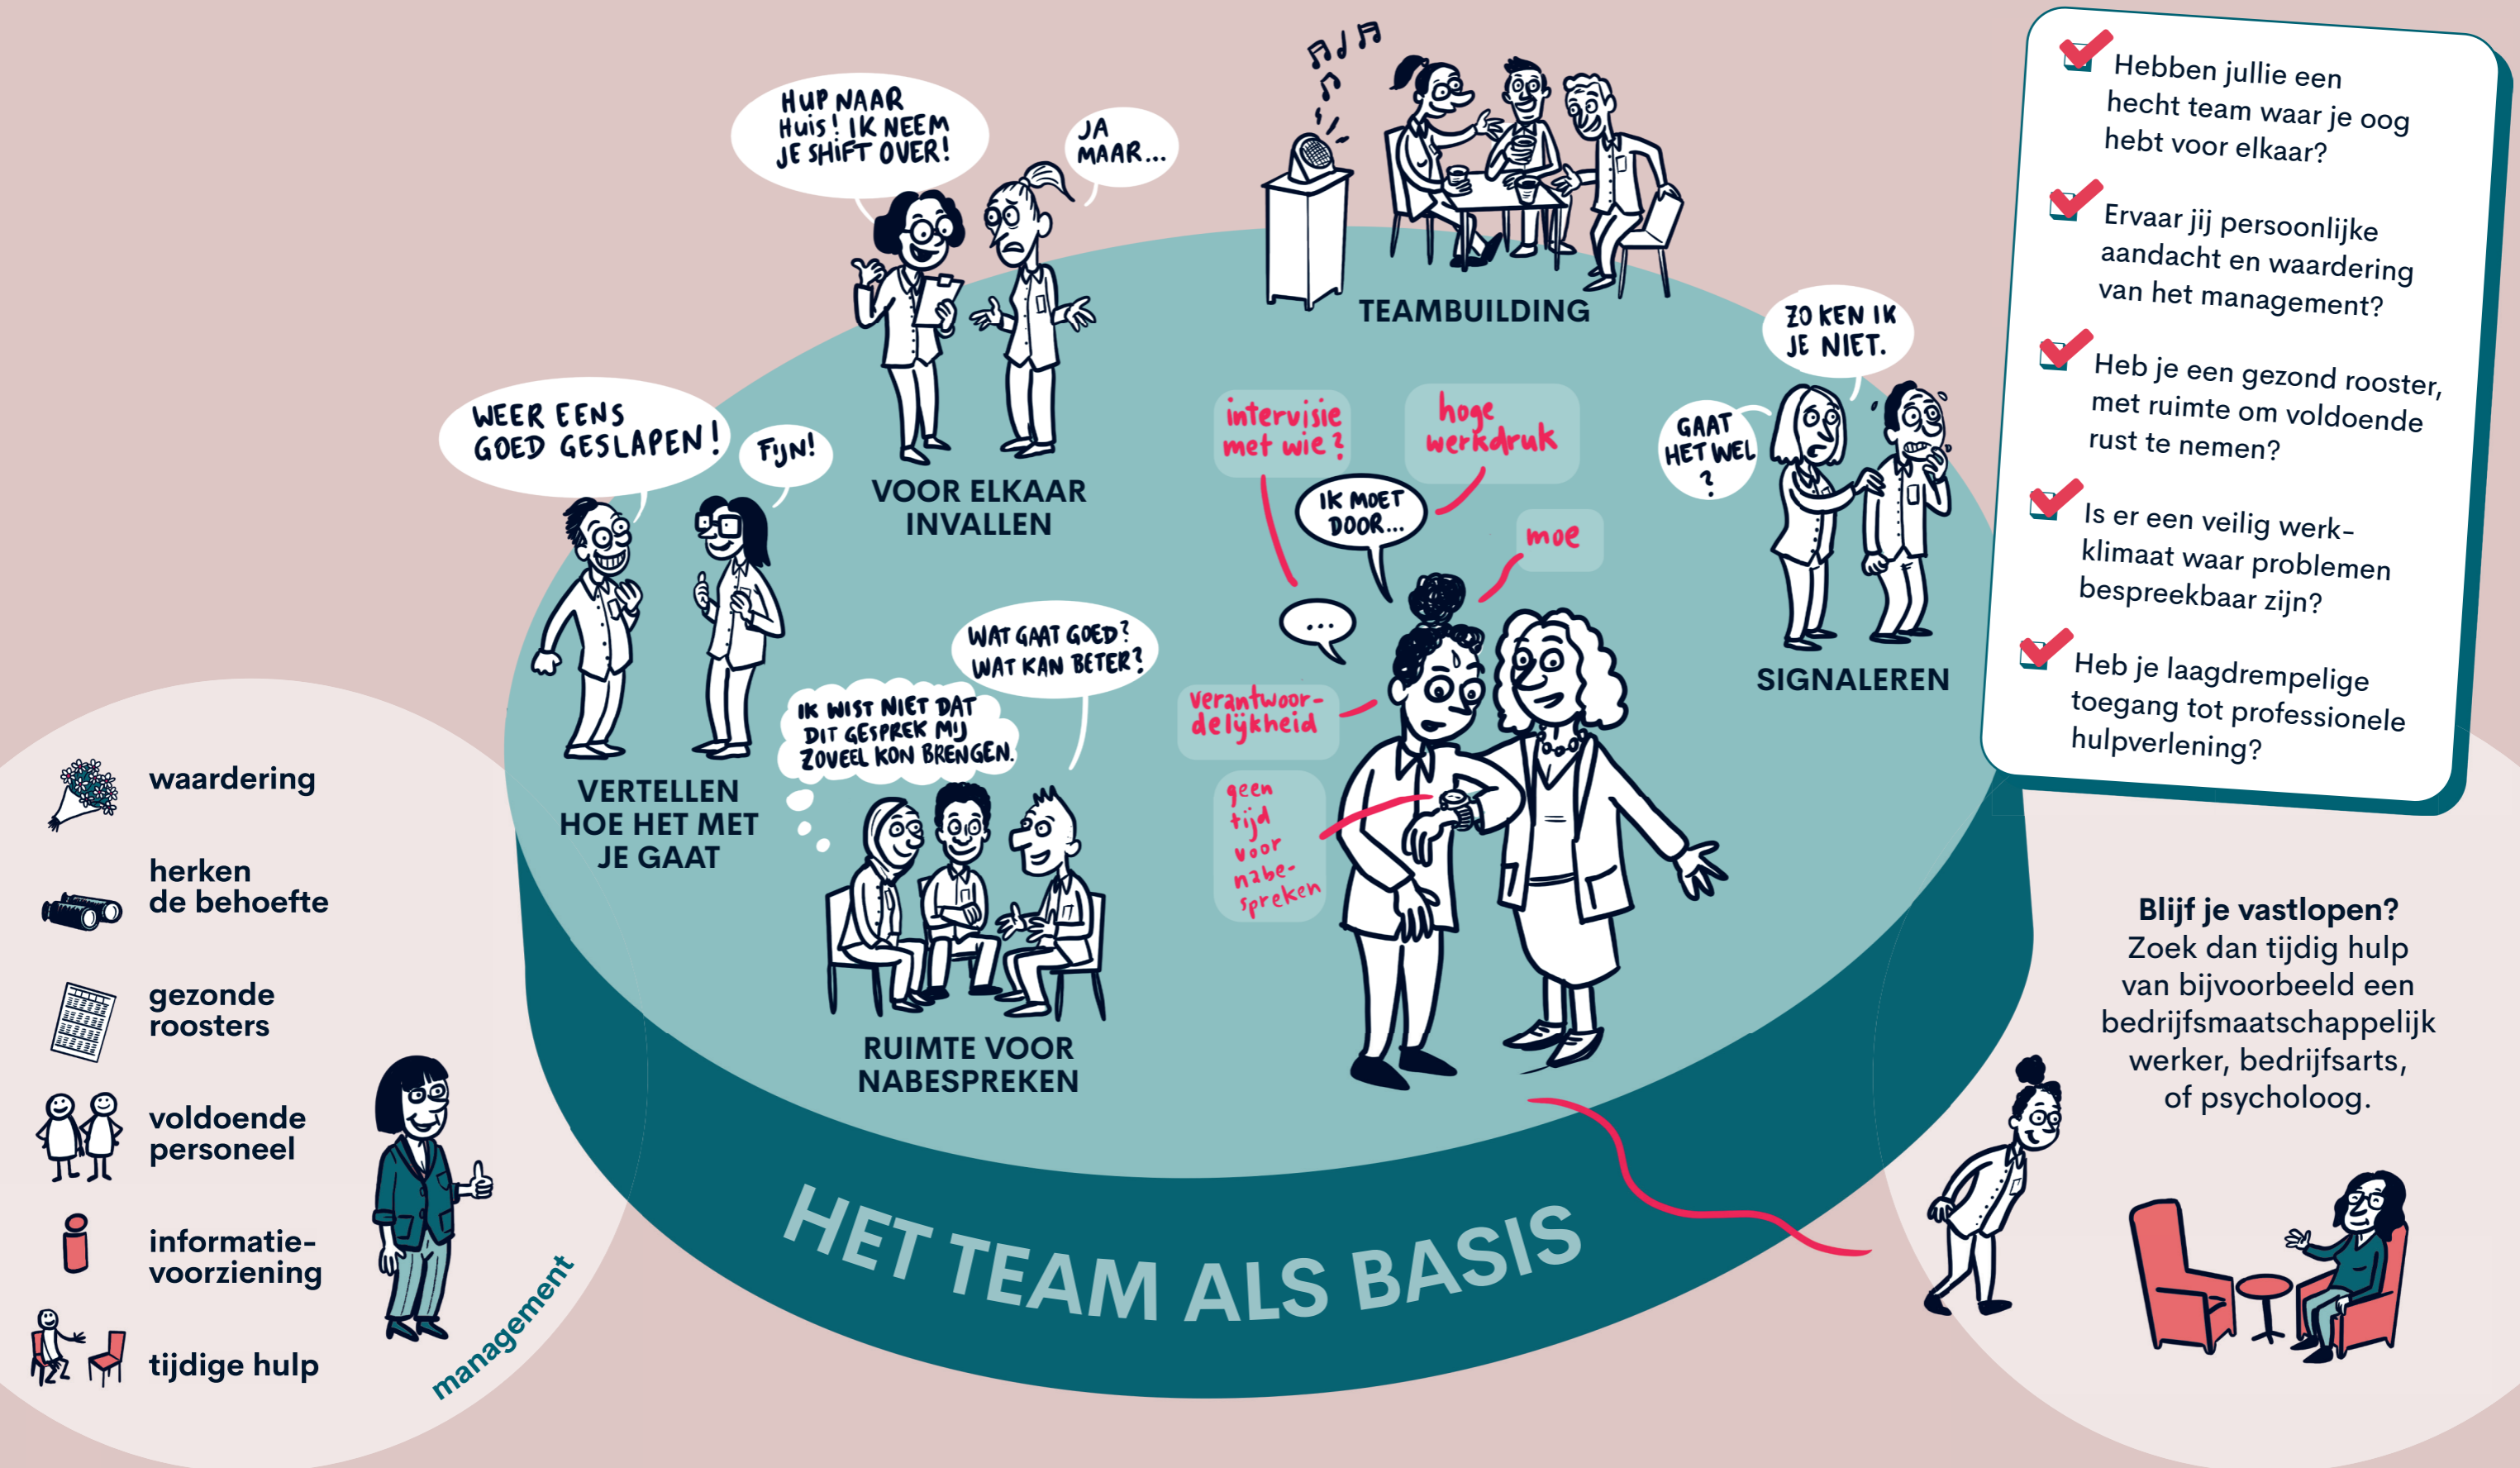 HUP NAAR
HUIS! IK NEEM
JE SHIFT OVER!
JA
MAAR...
VOOR ELKAAR
INVALLEN
TEAMBUILDING
ZO KEN IK
JE NIET.
GAAT
HET WEL
?
SIGNALEREN
WEER EENS
GOED GESLAPEN!
FIJN!
VERTELLEN
HOE HET MET
JE GAAT
WAT GAAT GOED?
WAT KAN BETER?
IK WIST NIET DAT
DIT GESPREK MIJ
ZOVEEL KON BRENGEN.
RUIMTE VOOR
NABESPREKEN
intervisie
met wie?
hoge
werkdruk
IK MOET
DOOR...
moe
...
verantwoor-
delijkheid
geen
tijd
voor
nabe-
spreken
HET TEAM ALS BASIS
waardering
herken
de behoefte
gezonde
roosters
voldoende
personeel
informatie-
voorziening
tijdige hulp
management
Hebben jullie een
hecht team waar je oog
hebt voor elkaar?
Ervaar jij persoonlijke
aandacht en waardering
van het management?
Heb je een gezond rooster,
met ruimte om voldoende
rust te nemen?
Is er een veilig werk-
klimaat waar problemen
bespreekbaar zijn?
Heb je laagdrempelige
toegang tot professionele
hulpverlening?
Blijf je vastlopen?
Zoek dan tijdig hulp
van bijvoorbeeld een
bedrijfsmaatschappelijk
werker, bedrijfsarts,
of psycholoog.